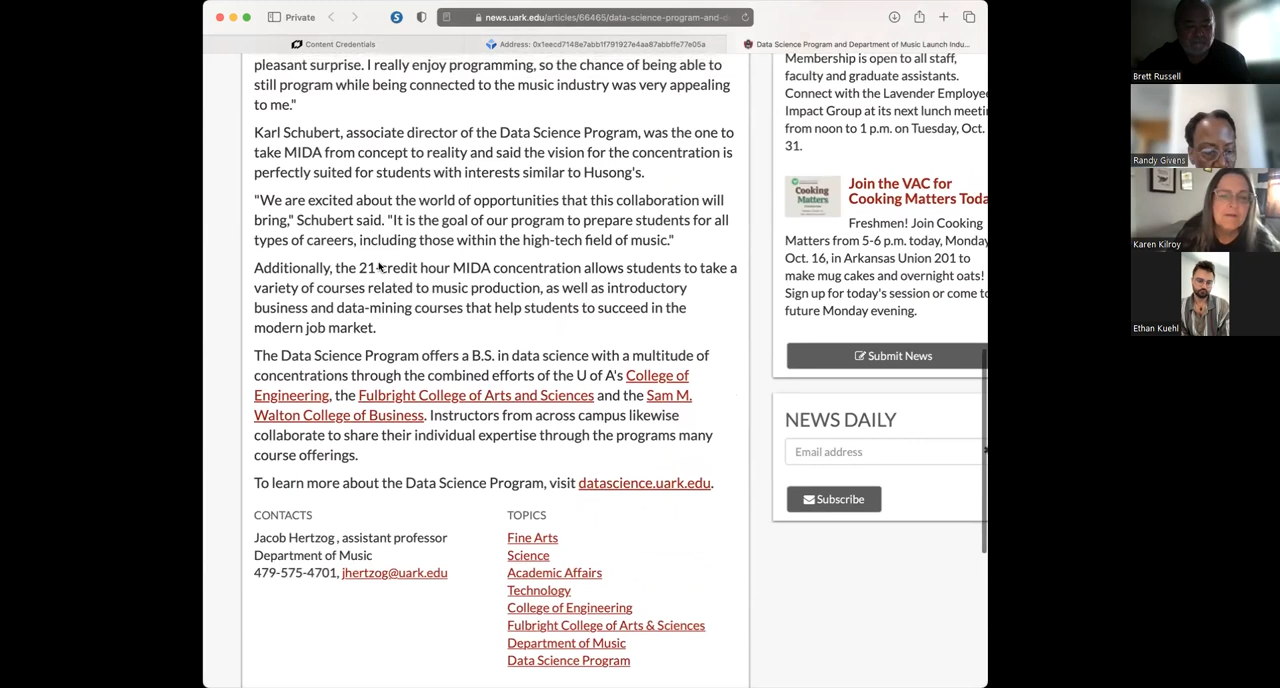 Private
news.uark.edu/articles/66465/data-science-program-and-d
Content Credentials
Address: 0x1eecd7148e7abb1f791927e4aa87abbffe77e05a
Data Science Program and Department of Music Launch Indu...
pleasant surprise. I really enjoy programming, so the chance of being able to
still program while being connected to the music industry was very appealing
to me."
Karl Schubert, associate director of the Data Science Program, was the one to
take MIDA from concept to reality and said the vision for the concentration is
perfectly suited for students with interests similar to Husong's.
"We are excited about the world of opportunities that this collaboration will
bring," Schubert said. "It is the goal of our program to prepare students for all
types of careers, including those within the high-tech field of music."
Additionally, the 21-credit hour MIDA concentration allows students to take a
variety of courses related to music production, as well as introductory
business and data-mining courses that help students to succeed in the
modern job market.
The Data Science Program offers a B.S. in data science with a multitude of
concentrations through the combined efforts of the U of A's College of
Engineering, the Fulbright College of Arts and Sciences and the Sam M.
Walton College of Business. Instructors from across campus likewise
collaborate to share their individual expertise through the programs many
course offerings.
To learn more about the Data Science Program, visit datascience.uark.edu.
CONTACTS
Jacob Hertzog , assistant professor
Department of Music
479-575-4701, jhertzog@uark.edu
TOPICS
Fine Arts
Science
Academic Affairs
Technology
College of Engineering
Fulbright College of Arts & Sciences
Department of Music
Data Science Program
Membership is open to all staff,
faculty and graduate assistants.
Connect with the Lavender Employee
Impact Group at its next lunch meeti
from noon to 1 p.m. on Tuesday, Oct.
31.
Cooking
Matters
Join the VAC for
Cooking Matters Toda
Freshmen! Join Cooking
Matters from 5-6 p.m. today, Monday
Oct. 16, in Arkansas Union 201 to
make mug cakes and overnight oats!
Sign up for today's session or come to
future Monday evening.
Submit News
NEWS DAILY
Email address
Subscribe
Brett Russell
Randy Givens
Karen Kilroy
Ethan Kuehl